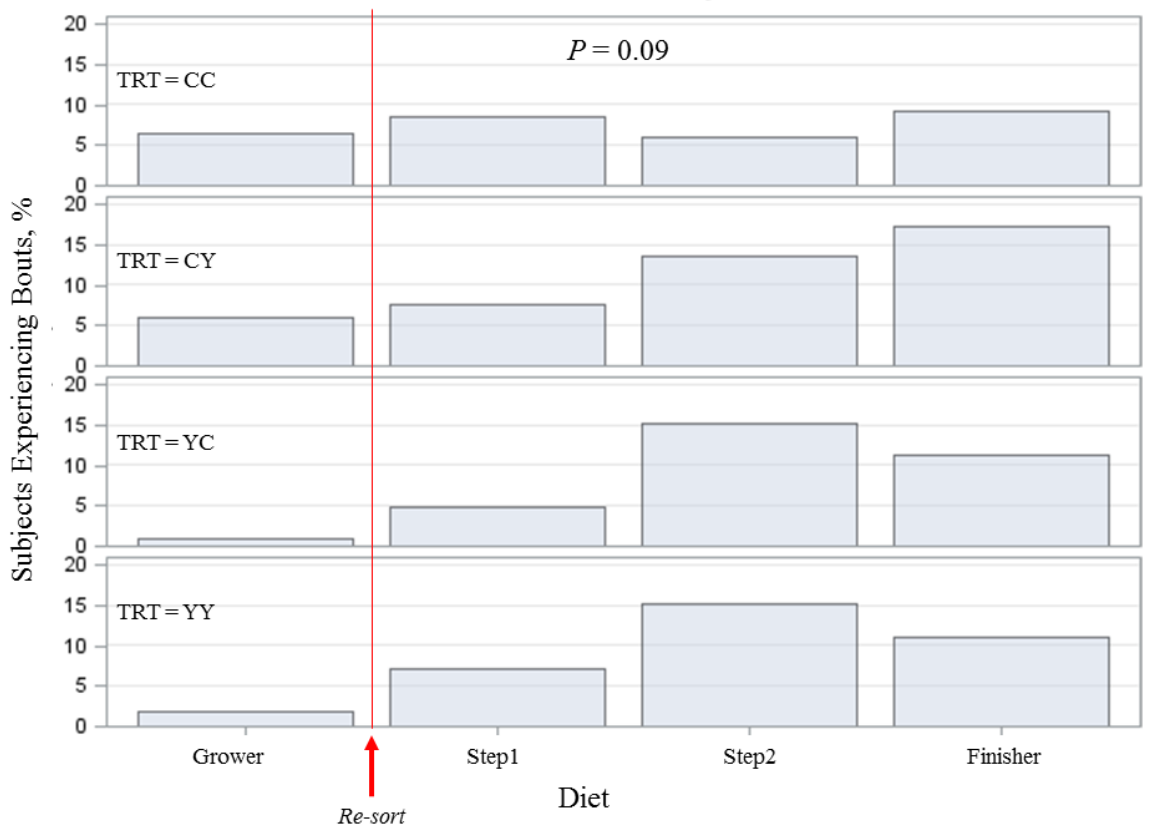 P = 0.09
Subjects Experiencing Bouts, %
20
15
10
5
0
TRT = CC
20
15
10
5
0
TRT = CY
20
15
10
5
0
TRT = YC
20
15
10
5
0
TRT = YY
Grower
Step1
Step2
Finisher
Diet
Re-sort